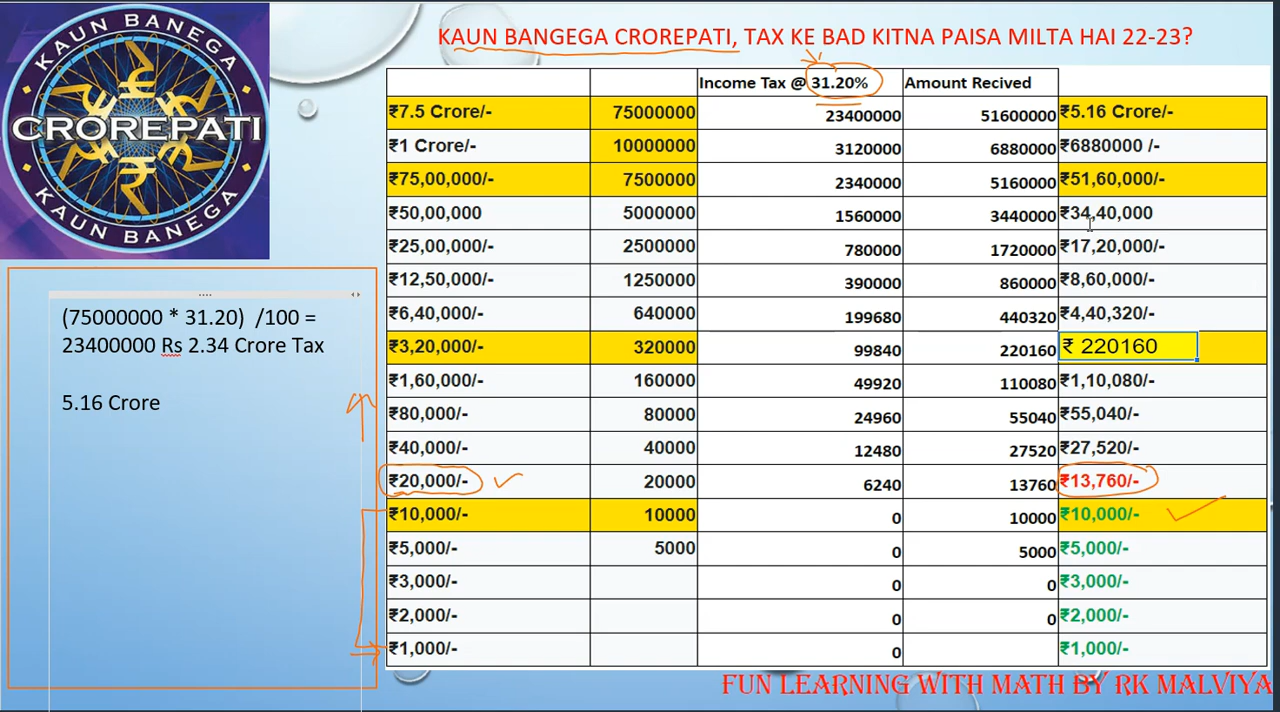 KAUN BANEGA
CROREPATI
KAUN BANEGA
KAUN BANGEGA CROREPATI, TAX KE BAD KITNA PAISA MILTA HAI 22-23?
Income Tax @ 31.20% Amount Recived
₹7.5 Crore/- 75000000 23400000 51600000 ₹5.16 Crore/-
₹1 Crore/- 10000000 3120000 6880000 ₹6880000 /-
₹75,00,000/- 7500000 2340000 5160000 ₹51,60,000/-
₹50,00,000 5000000 1560000 3440000 ₹34,40,000
₹25,00,000/- 2500000 780000 1720000 ₹17,20,000/-
₹12,50,000/- 1250000 390000 860000 ₹8,60,000/-
₹6,40,000/- 640000 199680 440320 ₹4,40,320/-
₹3,20,000/- 320000 99840 220160 ₹ 220160
₹1,60,000/- 160000 49920 110080 ₹1,10,080/-
₹80,000/- 80000 24960 55040 ₹55,040/-
₹40,000/- 40000 12480 27520 ₹27,520/-
₹20,000/- 20000 6240 13760 ₹13,760/-
₹10,000/- 10000 0 10000 ₹10,000/-
₹5,000/- 5000 0 5000 ₹5,000/-
₹3,000/- 0 0 ₹3,000/-
₹2,000/- 0 0 ₹2,000/-
₹1,000/- 0 ₹1,000/-
(75000000 * 31.20) /100 =
23400000 Rs 2.34 Crore Tax
5.16 Crore
FUN LEARNING WITH MATH BY RK MALVIYA